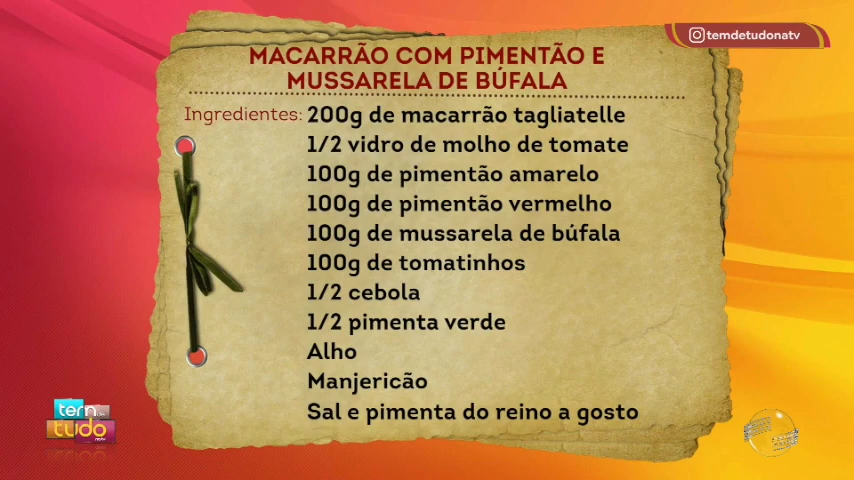 temdetudonatv
MACARRÃO COM PIMENTÃO E
MUSSARELA DE BÚFALA
Ingredientes: 200g de macarrão tagliatelle
1/2 vidro de molho de tomate
100g de pimentão amarelo
100g de pimentão vermelho
100g de mussarela de búfala
100g de tomatinhos
1/2 cebola
1/2 pimenta verde
Alho
Manjericão
Sal e pimenta do reino a gosto
tem de
tudo